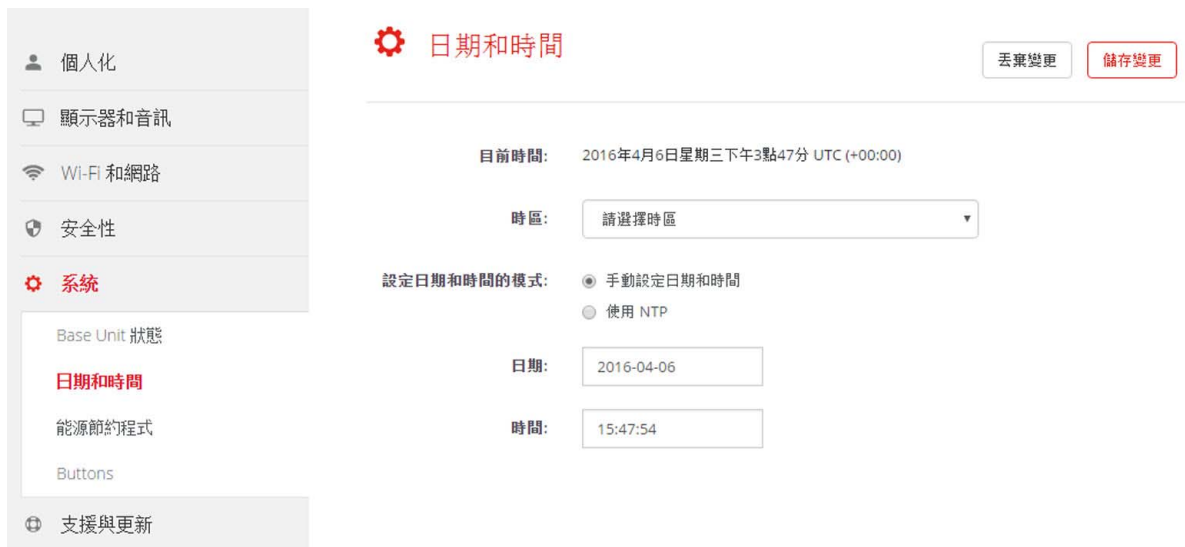 個人化
顯示器和音訊
Wi-Fi 和網路
安全性
系統
Base Unit 狀態
日期和時間
能源節約程式
Buttons
支援與更新
日期和時間
丟棄變更
儲存變更
目前時間: 2016年4月6日星期三下午3點47分 UTC (+00:00)
時區: 請選擇時區
設定日期和時間的模式: 手動設定日期和時間
使用 NTP
日期: 2016-04-06
時間: 15:47:54